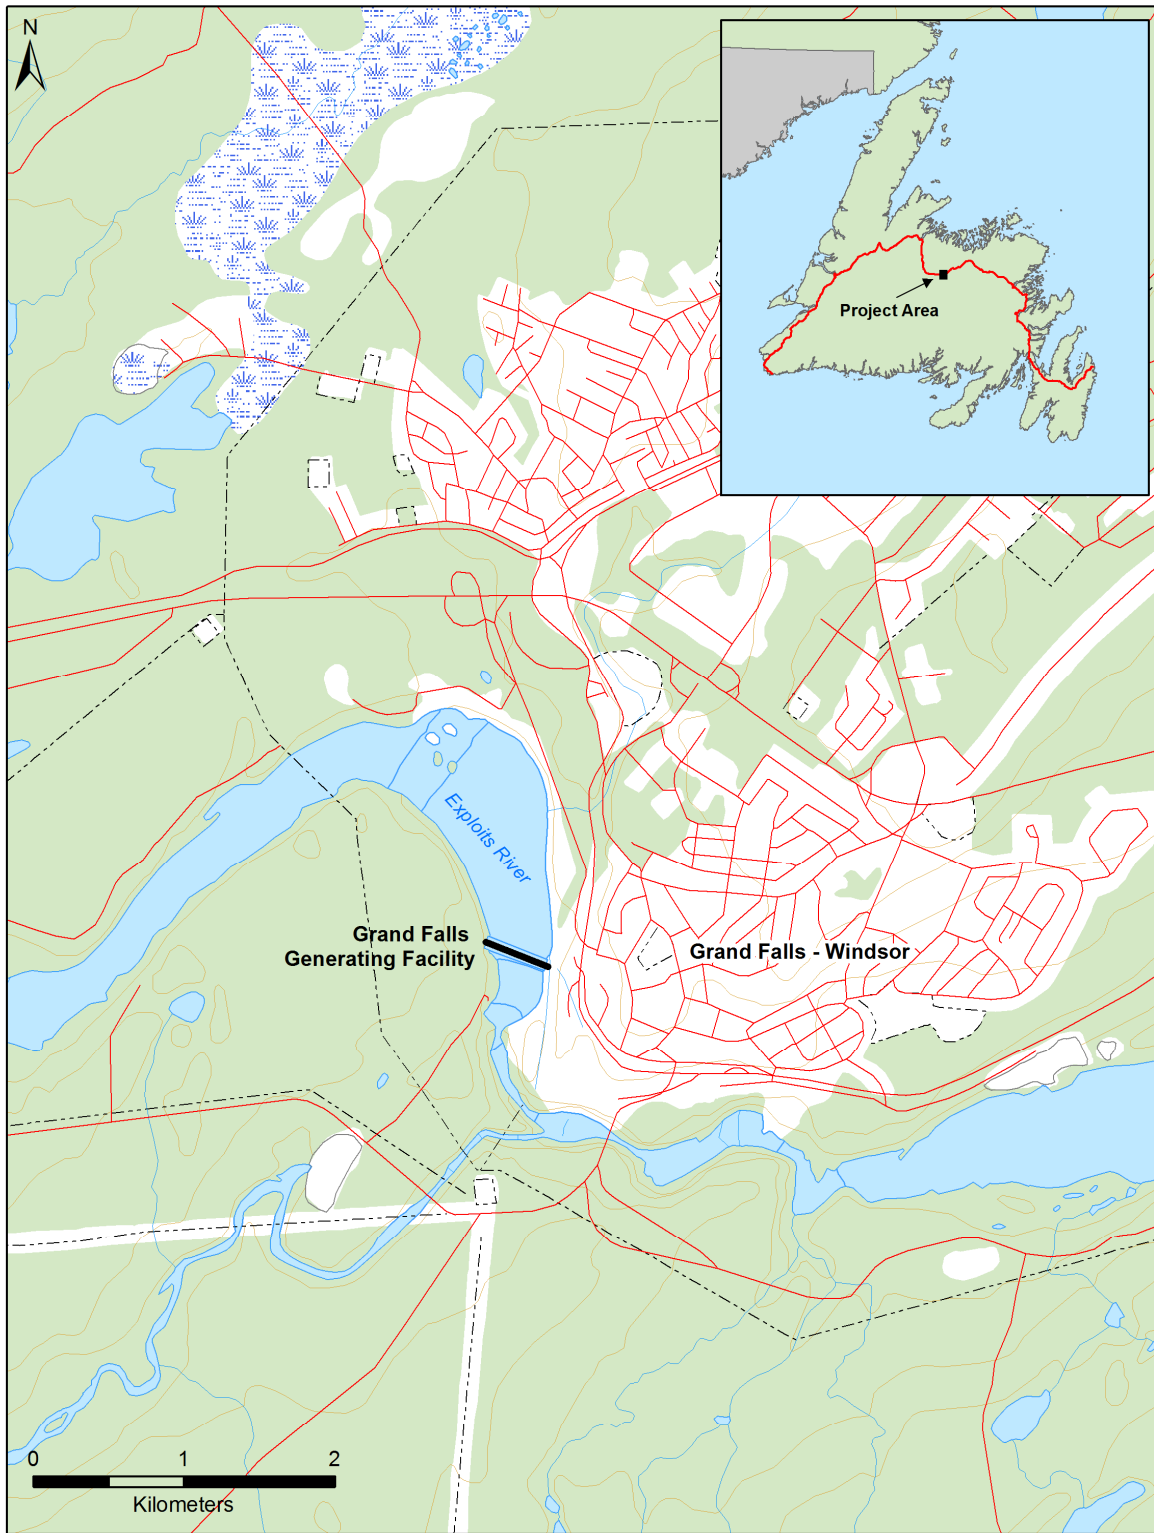 N
Project Area
Exploits River
Grand Falls
Generating Facility
Grand Falls - Windsor
0 1 2
Kilometers